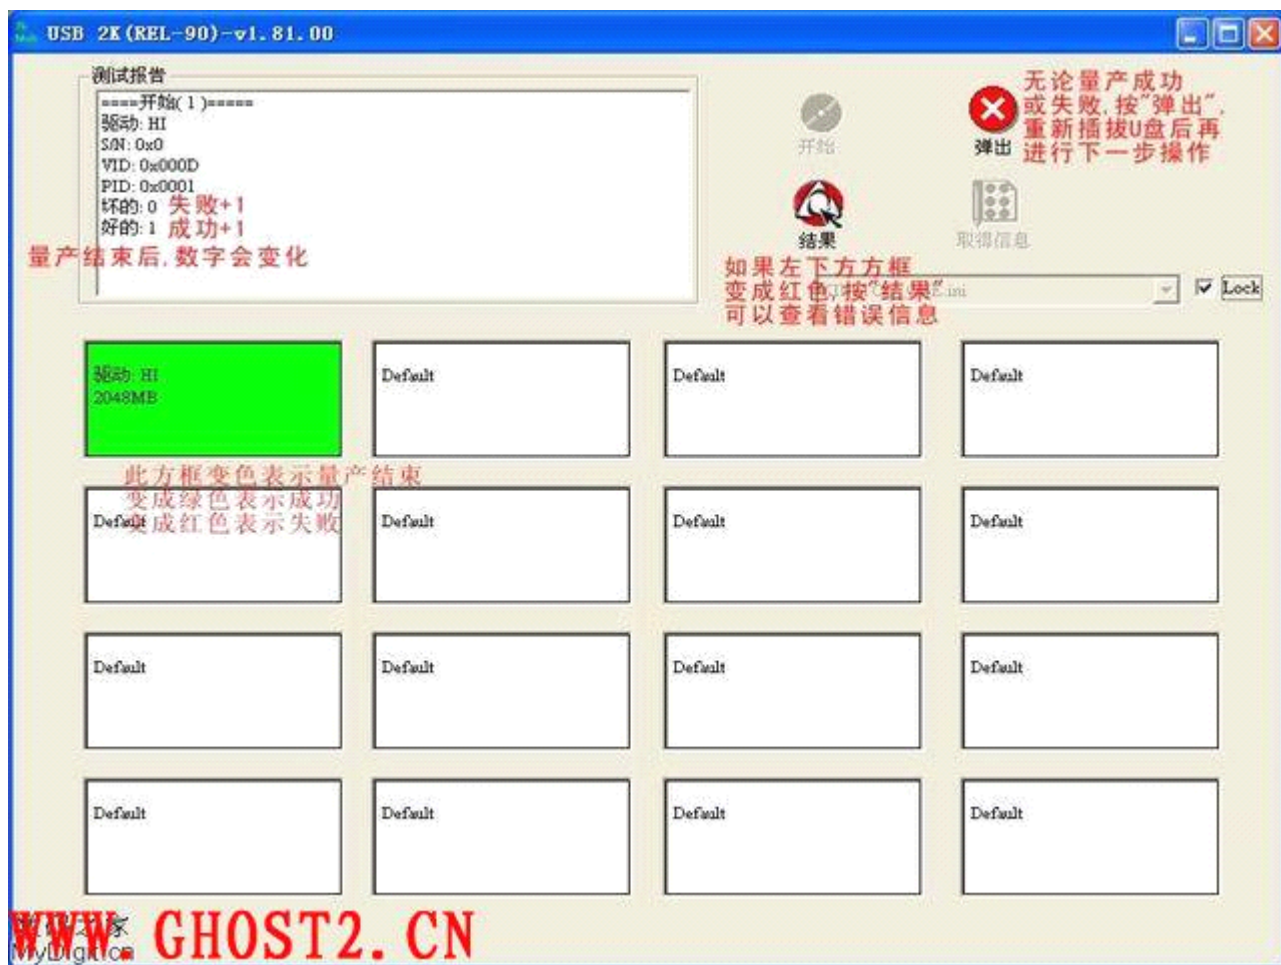 USB 2K(REL-90)-v1.81.00
测试报告
====开始( 1 )=====
驱动: HI
S/N: 0x0
VID: 0x000D
PID: 0x0001
坏的: 0 失败+1
好的: 1 成功+1
量产结束后,数字会变化
开始
弹出
无论量产成功
或失败,按"弹出",
重新插拔U盘后再
进行下一步操作
结果
取得信息
如果左下方方框
变成红色,按"结果"
可以查看错误信息
.ini
Lock
驱动: HI
2048MB
Default
Default
Default
此方框变色表示量产结束
变成绿色表示成功
变成红色表示失败
Default
Default
Default
Default
Default
Default
Default
Default
Default
Default
Default
Default
WWW.GHOST2.CN